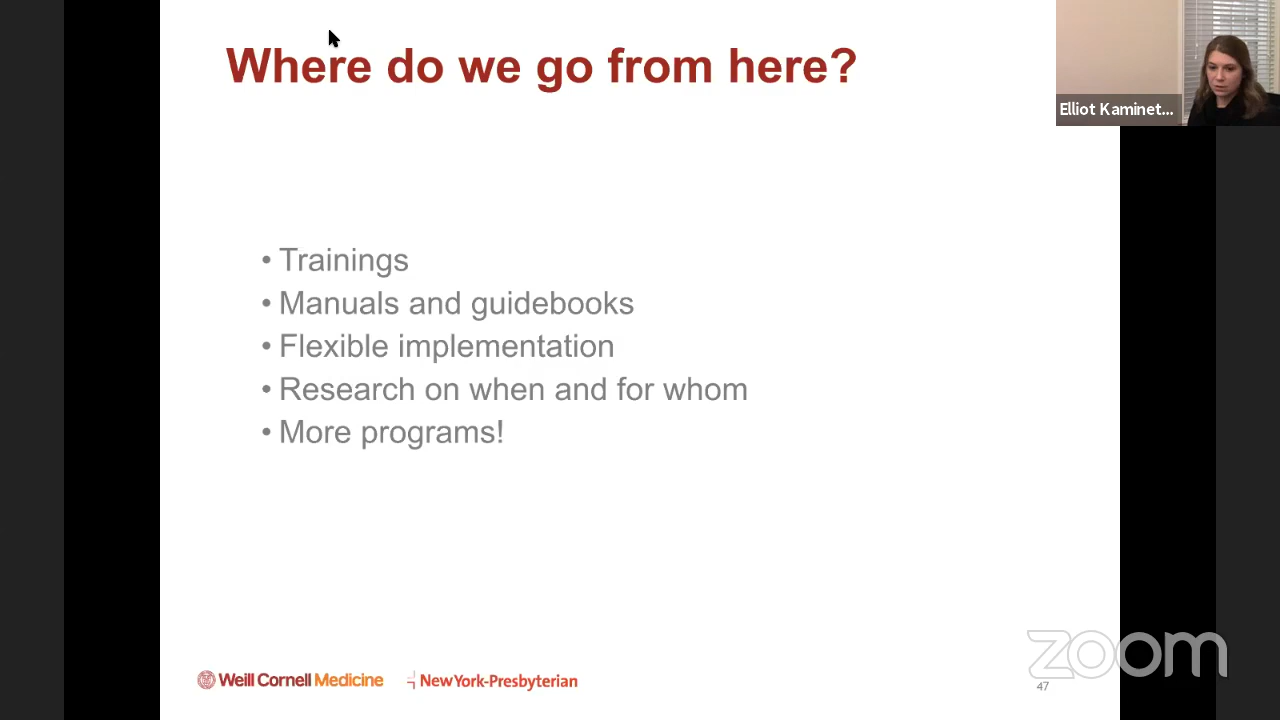 Where do we go from here?
Elliot Kaminet...
• Trainings
• Manuals and guidebooks
• Flexible implementation
• Research on when and for whom
• More programs!
Weill Cornell Medicine
NewYork-Presbyterian
zoom
47